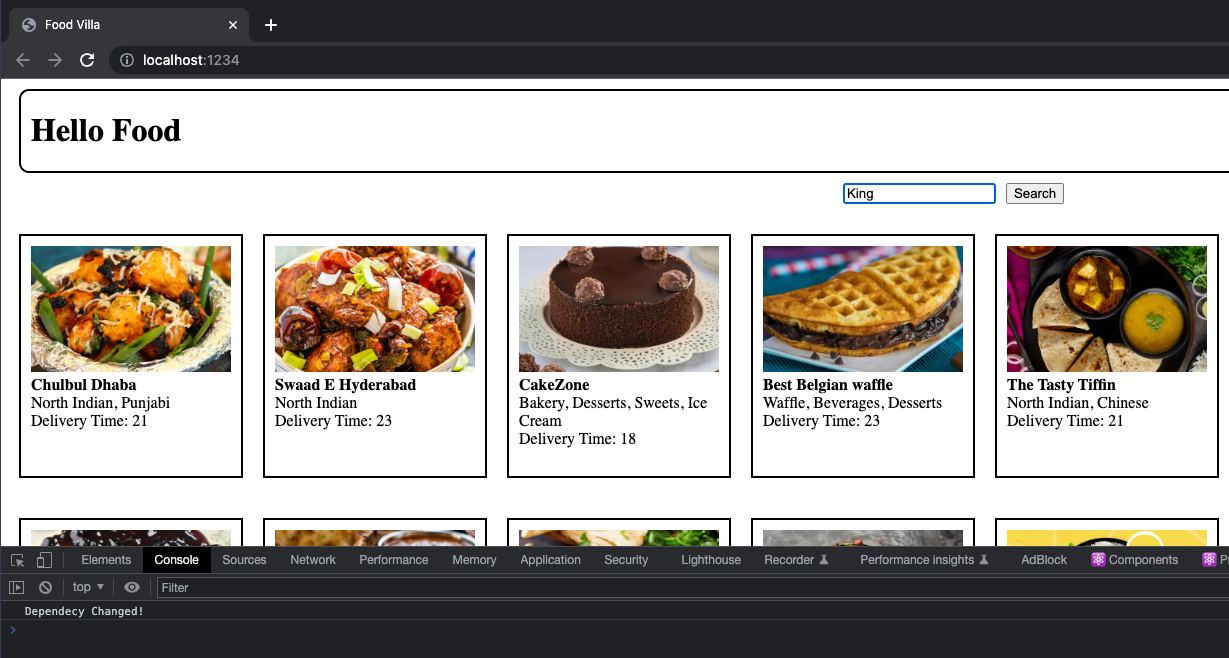 Food Villa
localhost:1234
Hello Food
King Search
Chulbul Dhaba
North Indian, Punjabi
Delivery Time: 21
Swaad E Hyderabad
North Indian
Delivery Time: 23
CakeZone
Bakery, Desserts, Sweets, Ice
Cream
Delivery Time: 18
Best Belgian waffle
Waffle, Beverages, Desserts
Delivery Time: 23
The Tasty Tiffin
North Indian, Chinese
Delivery Time: 21
Elements Console Sources Network Performance Memory Application Security Lighthouse Recorder Performance insights AdBlock Components P
top Filter
Dependecy Changed!